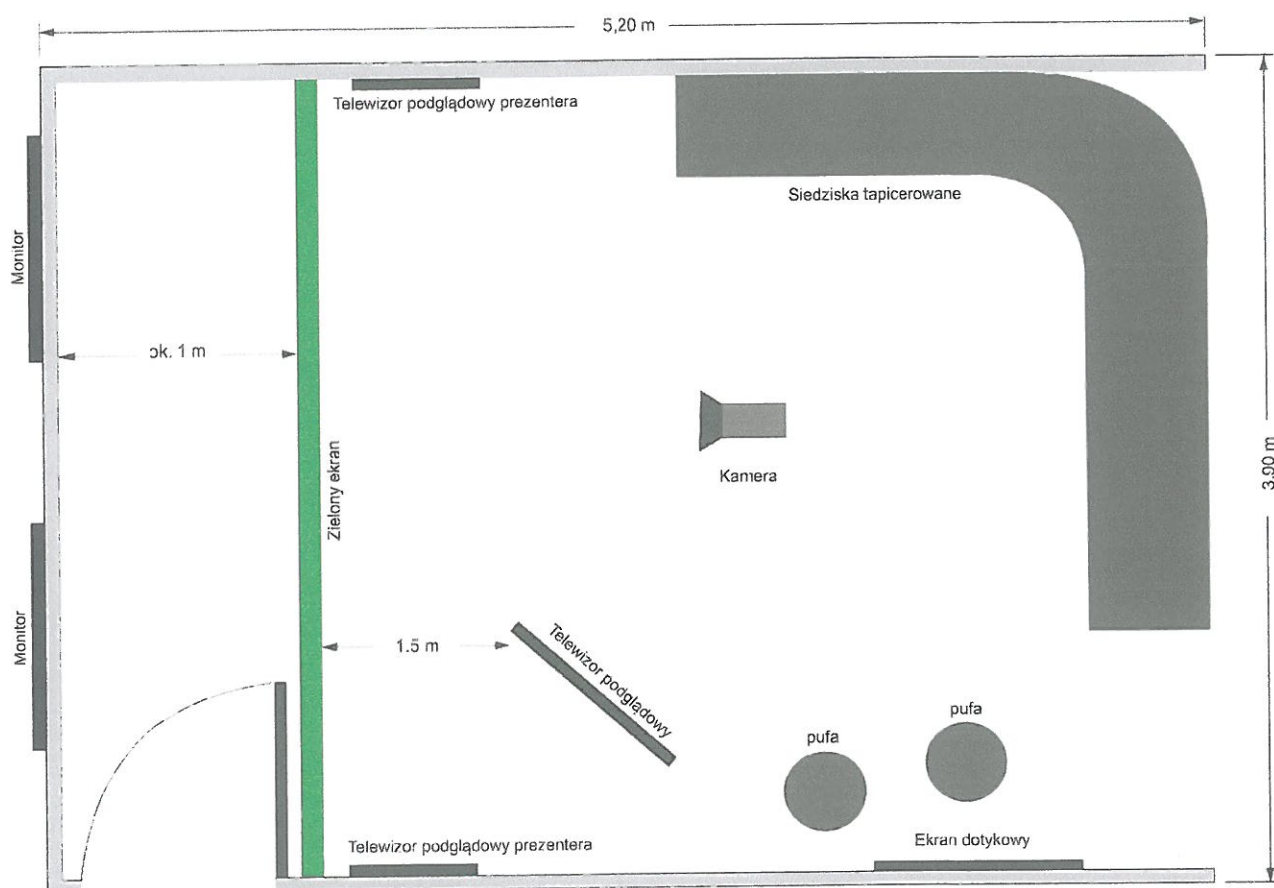 5,20 m
Telewizor podglądowy prezentera
Siedziska tapicerowane
Monitor
ok. 1 m
Kamera
3.90 m
Zielony ekran
Monitor
1.5 m
Telewizor podglądowy
pufa
pufa
Telewizor podglądowy prezentera
Ekran dotykowy